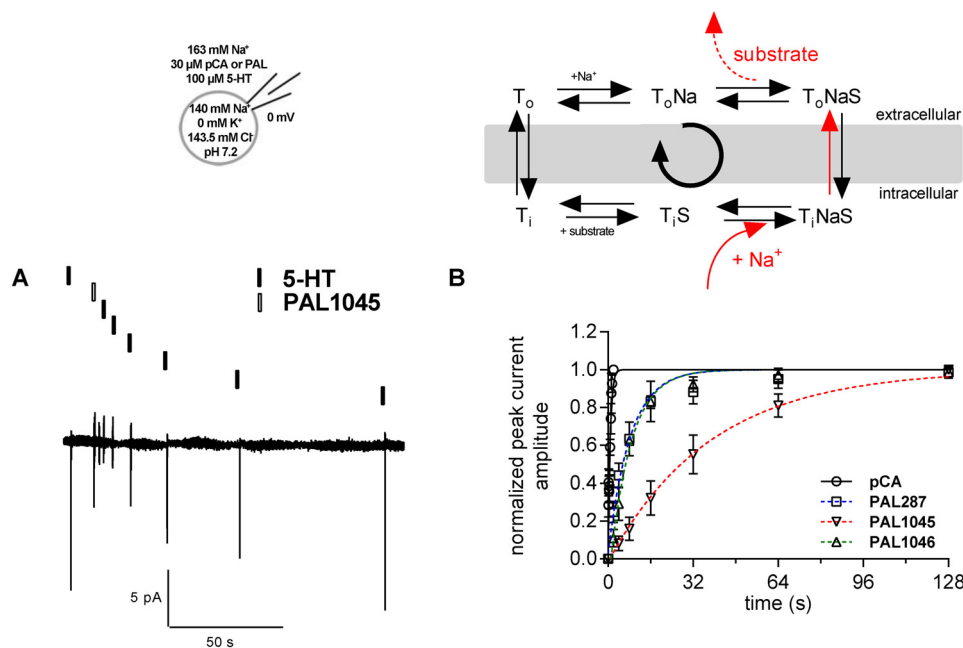 163 mM Na⁺
30 µM pCA or PAL
100 µM 5-HT
140 mM Na⁺
0 mM K⁺
143.5 mM Cl⁻
pH 7.2
0 mV
substrate
+Na⁺
TₒNa
TₒNaS
Tₒ
extracellular
intracellular
Tᵢ
TᵢS
TᵢNaS
+ substrate
+ Na⁺
A
5-HT
PAL1045
5 pA
50 s
B
normalized peak current
amplitude
1.2
1.0
0.8
0.6
0.4
0.2
0.0
pCA
PAL287
PAL1045
PAL1046
0 32 64 96 128
time (s)